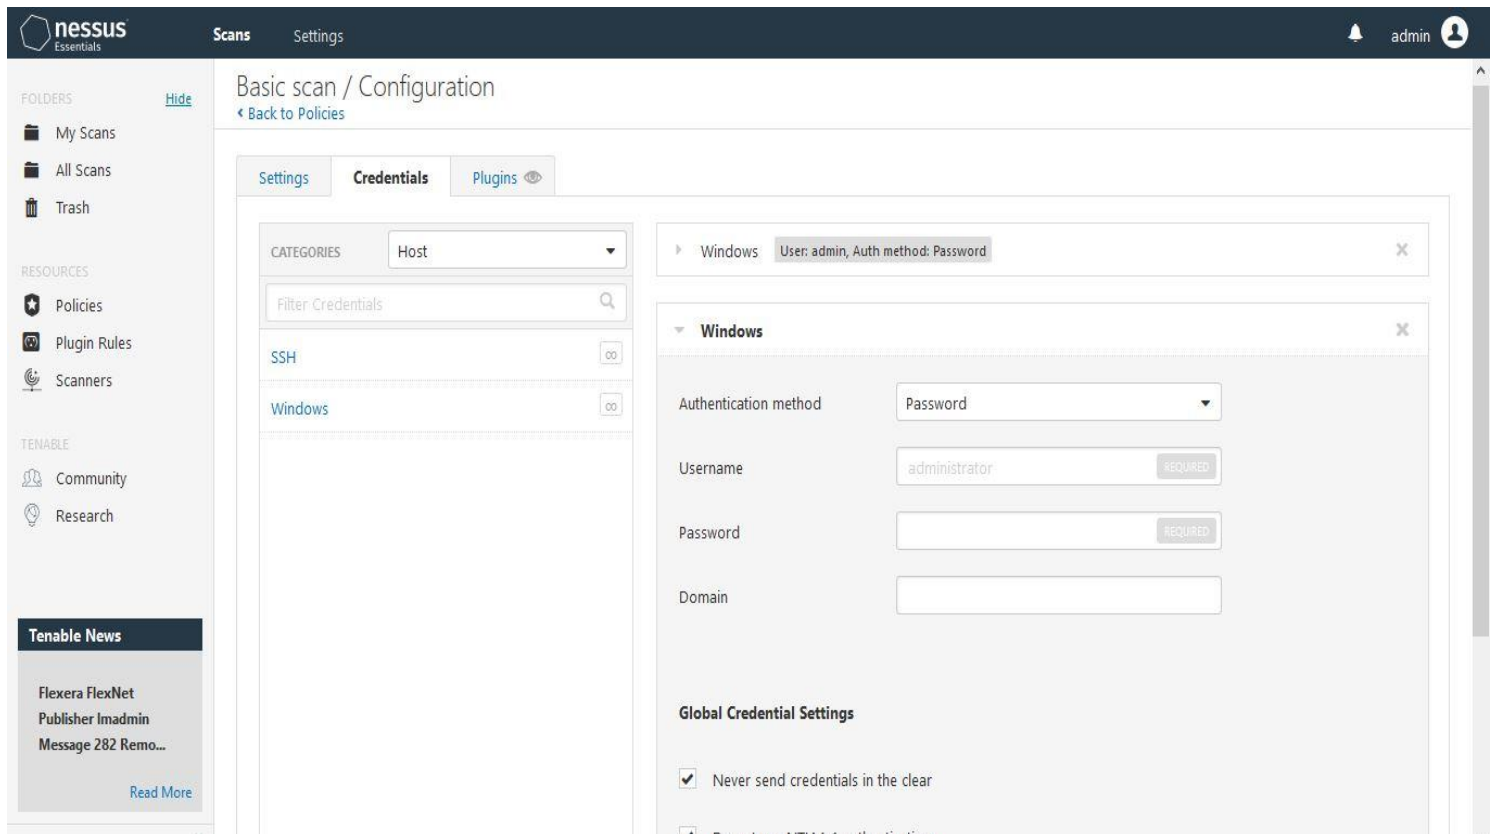 nessus
Essentials
Scans
Settings
admin
FOLDERS
Hide
My Scans
All Scans
Trash
RESOURCES
Policies
Plugin Rules
Scanners
TENABLE
Community
Research
Tenable News
Flexera FlexNet
Publisher lmadmin
Message 282 Remo...
Read More
Basic scan / Configuration
Back to Policies
Settings
Credentials
Plugins
CATEGORIES
Host
Filter Credentials
SSH
∞
Windows
∞
Windows User: admin, Auth method: Password
Windows
Authentication method
Password
Username
administrator
REQUIRED
Password
REQUIRED
Domain
Global Credential Settings
Never send credentials in the clear